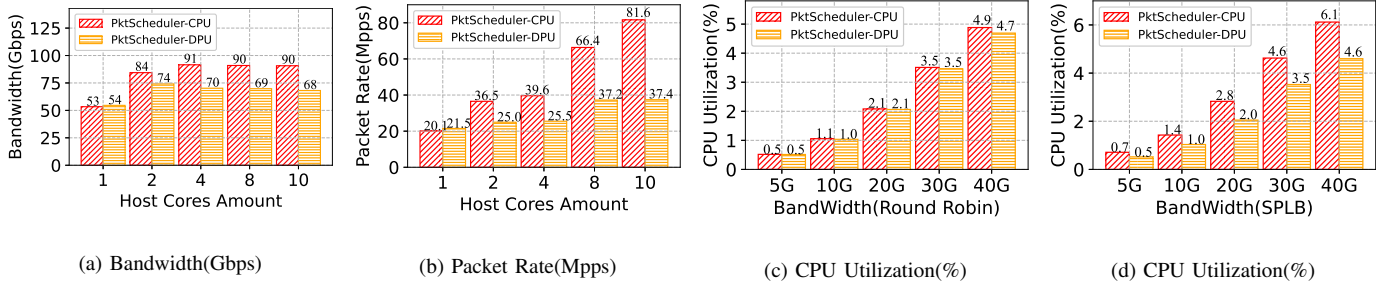 Bandwidth(Gbps)
125
100
75
50
25
0
PktScheduler-CPU
PktScheduler-DPU
53 54 84 74 91 70 90 69 90 68
1 2 4 8 10
Host Cores Amount
(a) Bandwidth(Gbps)
Packet Rate(Mpps)
80
60
40
20
0
PktScheduler-CPU
PktScheduler-DPU
20.1 21.5 36.5 25.0 39.6 25.5 66.4 37.2 81.6 37.4
1 2 4 8 10
Host Cores Amount
(b) Packet Rate(Mpps)
CPU Utilization(%)
5
4
3
2
1
0
PktScheduler-CPU
PktScheduler-DPU
0.5 0.5 1.1 1.0 2.1 2.1 3.5 3.5 4.9 4.7
5G 10G 20G 30G 40G
BandWidth(Round Robin)
(c) CPU Utilization(%)
CPU Utilization(%)
6
4
2
0
PktScheduler-CPU
PktScheduler-DPU
0.7 0.5 1.4 1.0 2.8 2.0 4.6 3.5 6.1 4.6
5G 10G 20G 30G 40G
BandWidth(SPLB)
(d) CPU Utilization(%)